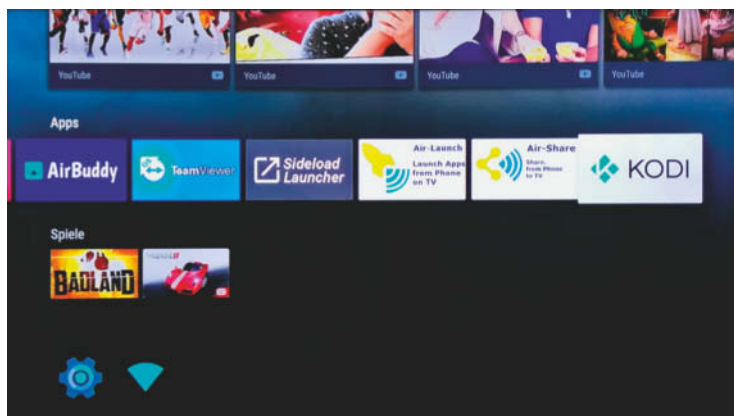 YouTube
YouTube
YouTube
YouTube
Apps
AirBuddy
TeamViewer
Sideload
Launcher
Air-Launch
Launch Apps
from Phone
on TV
Air-Share
Share,
from Phone
to TV
KODI
Spiele
BADLAND